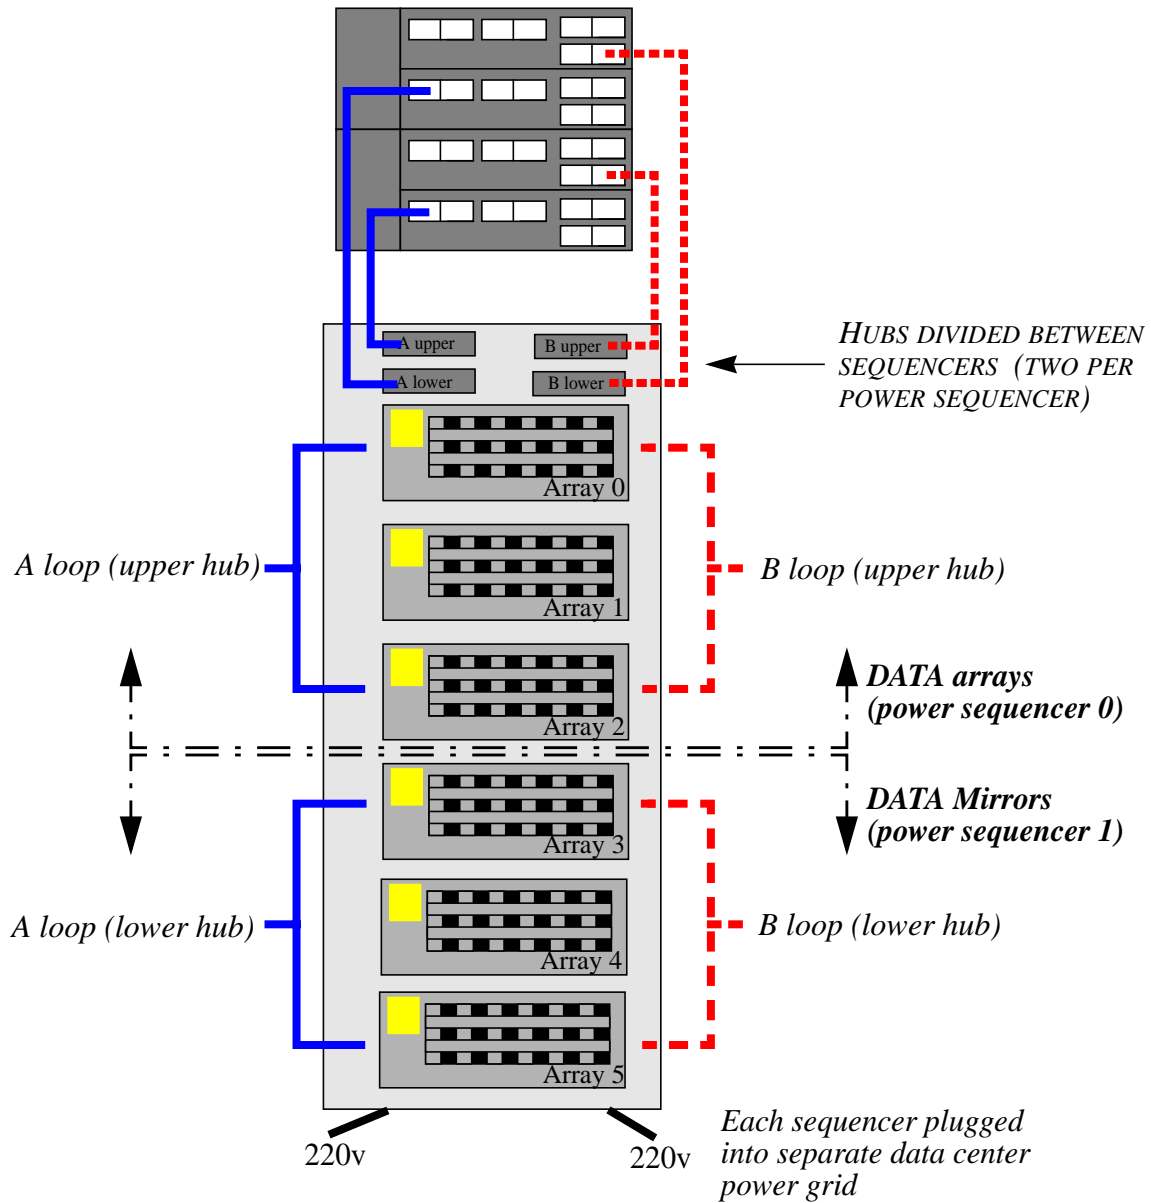 A upper
B upper
A lower
B lower
HUBS DIVIDED BETWEEN
SEQUENCERS (TWO PER
POWER SEQUENCER)
Array 0
A loop (upper hub)
B loop (upper hub)
Array 1
DATA arrays
(power sequencer 0)
Array 2
DATA Mirrors
(power sequencer 1)
Array 3
A loop (lower hub)
B loop (lower hub)
Array 4
Array 5
220v
220v
Each sequencer plugged
into separate data center
power grid